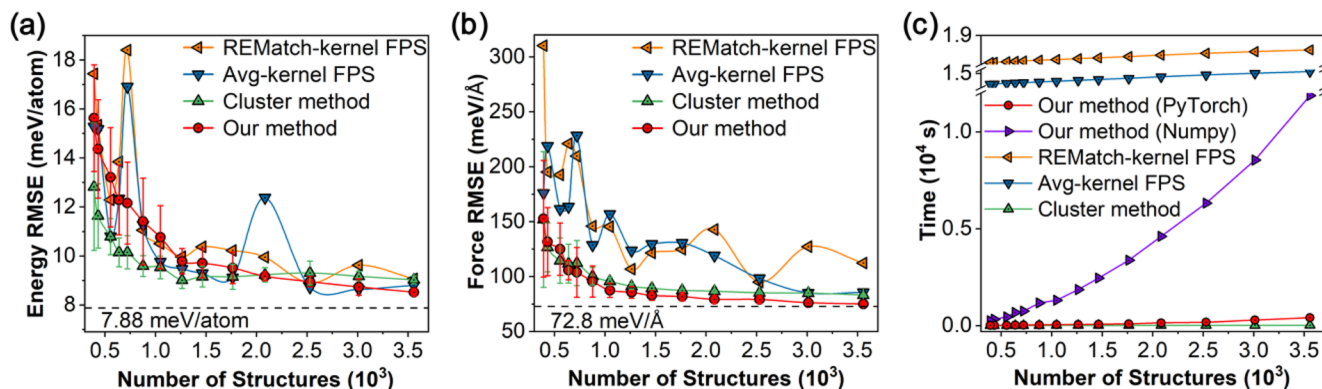 (a)
18
16
14
12
10
8
Energy RMSE (meV/atom)
REMatch-kernel FPS
Avg-kernel FPS
Cluster method
Our method
7.88 meV/atom
0.5 1.0 1.5 2.0 2.5 3.0 3.5
Number of Structures (10³)
(b)
300
250
200
150
100
50
Force RMSE (meV/Å)
REMatch-kernel FPS
Avg-kernel FPS
Cluster method
Our method
72.8 meV/Å
0.5 1.0 1.5 2.0 2.5 3.0 3.5
Number of Structures (10³)
(c)
1.9
1.5
1.0
0.5
0.0
Time (10⁴ s)
Our method (PyTorch)
Our method (Numpy)
REMatch-kernel FPS
Avg-kernel FPS
Cluster method
0.5 1.0 1.5 2.0 2.5 3.0 3.5
Number of Structures (10³)